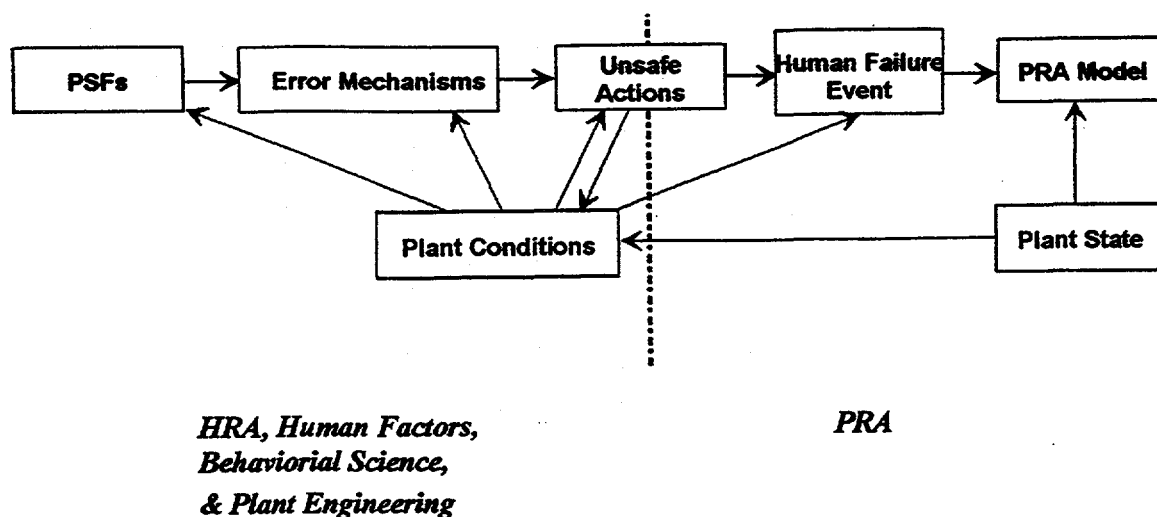 PSFs
Error Mechanisms
Unsafe
Actions
Human Failure
Event
PRA Model
Plant Conditions
Plant State
HRA, Human Factors,
Behaviorial Science,
& Plant Engineering
PRA